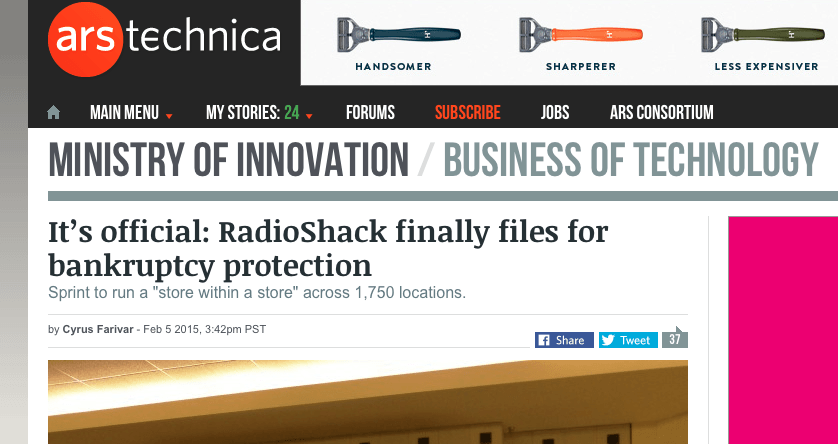 ars technica
HANDSOMER SHARPERER LESS EXPENSIVER
MAIN MENU MY STORIES: 24 FORUMS SUBSCRIBE JOBS ARS CONSORTIUM
MINISTRY OF INNOVATION / BUSINESS OF TECHNOLOGY
It’s official: RadioShack finally files for
bankruptcy protection
Sprint to run a "store within a store" across 1,750 locations.
by Cyrus Farivar - Feb 5 2015, 3:42pm PST
Share Tweet 37